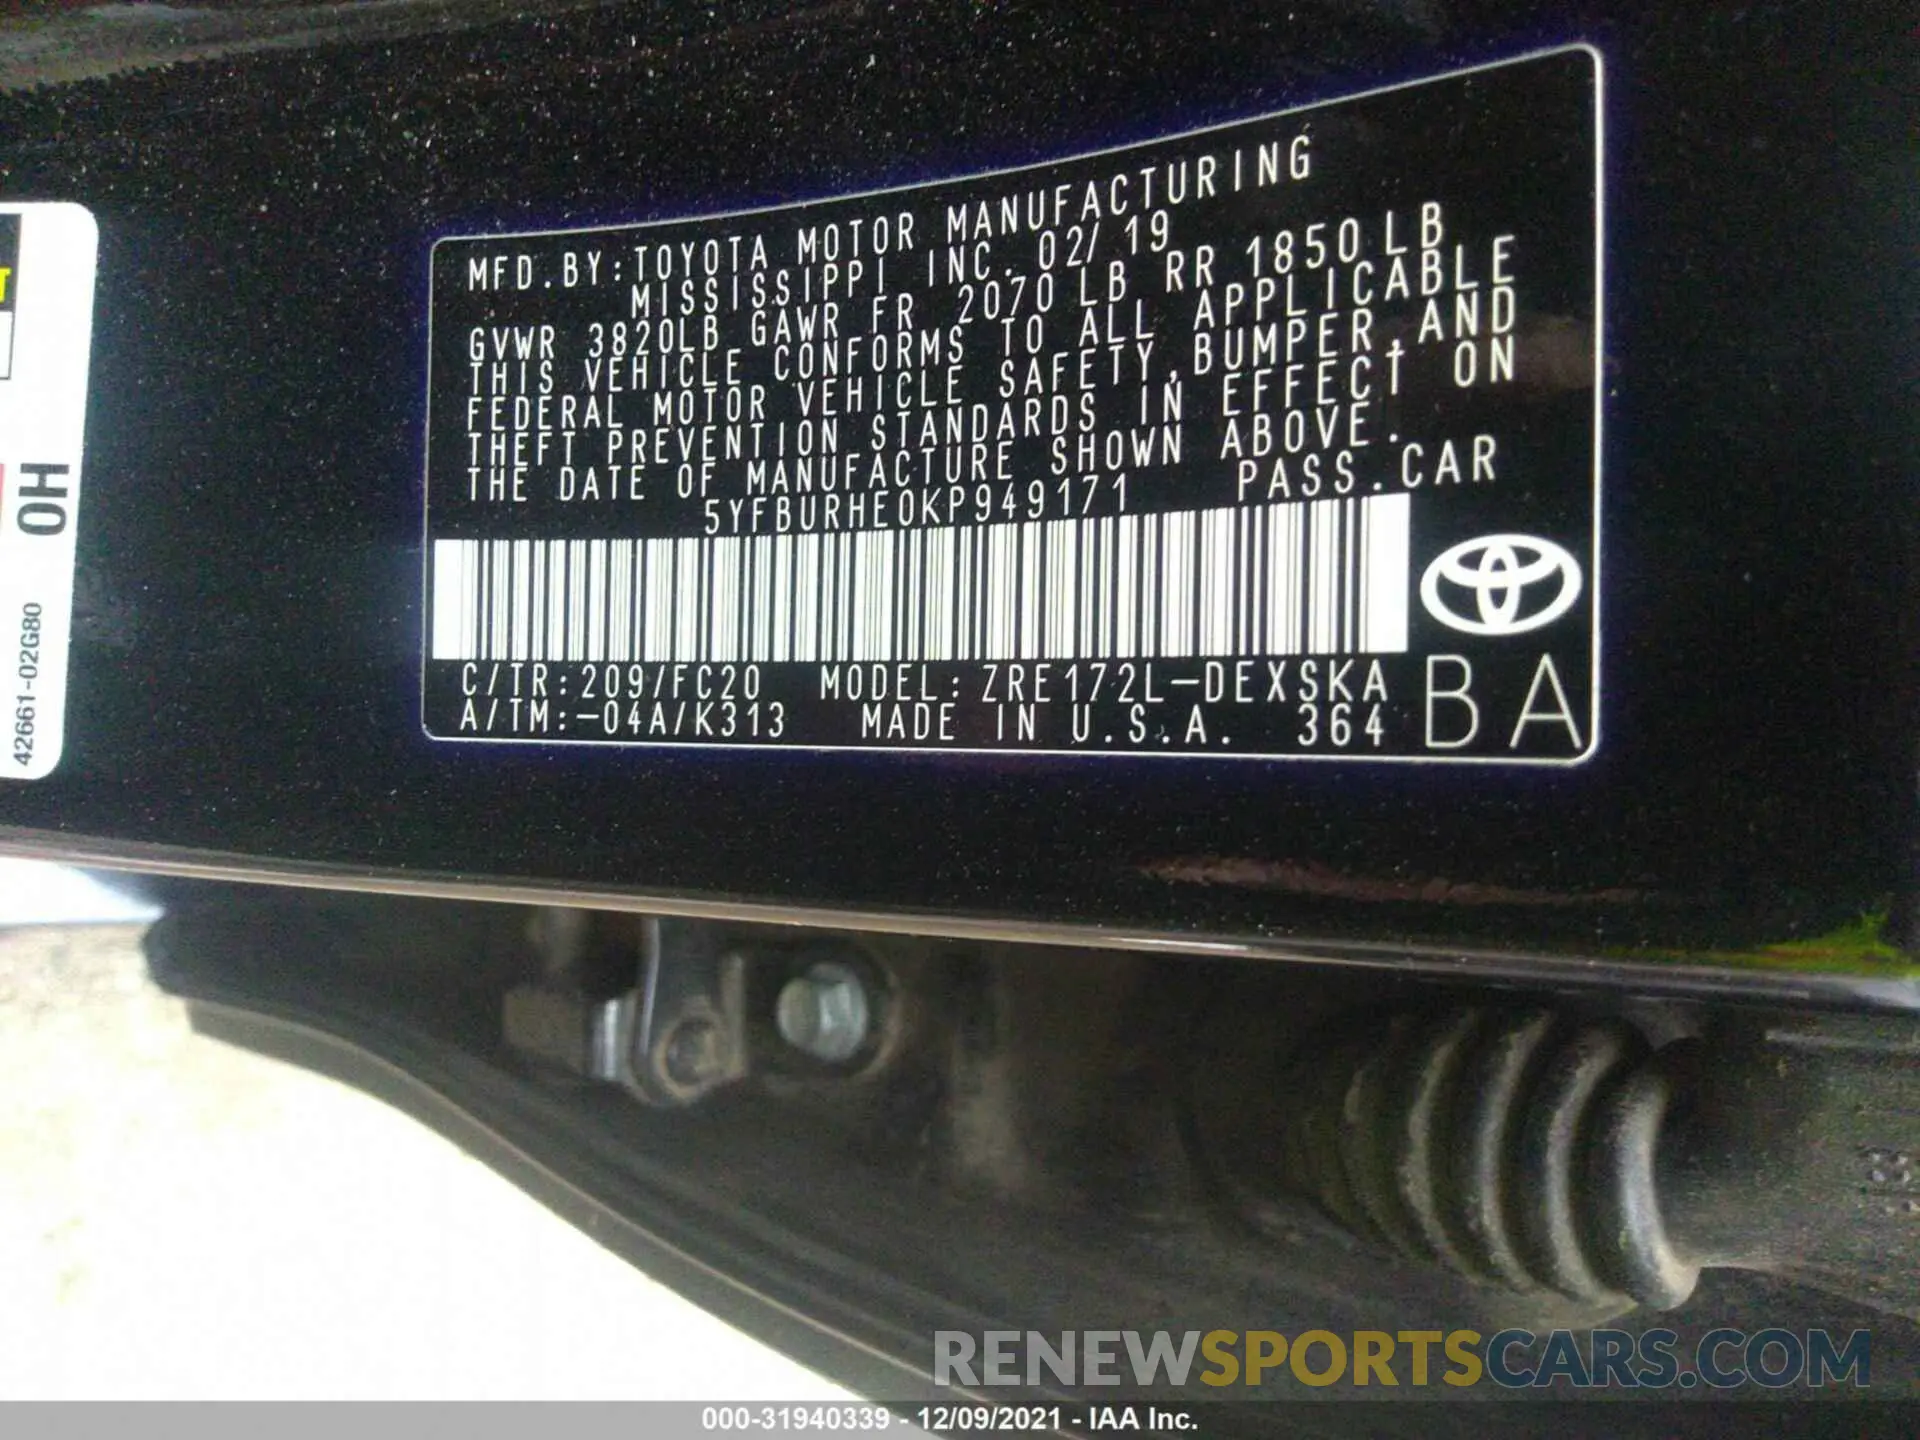 MFD.BY:TOYOTA MOTOR MANUFACTURING
MISSISSIPPI INC. 02/19
GVWR 3820LB GAWR FR 2070LB RR 1850LB
THIS VEHICLE CONFORMS TO ALL APPLICABLE
FEDERAL MOTOR VEHICLE SAFETY,BUMPER,AND
THEFT PREVENTION STANDARDS IN EFFECT ON
THE DATE OF MANUFACTURE SHOWN ABOVE.
5YFBURHE0KP949171 PASS.CAR
C/TR:209/FC20 MODEL:ZRE172L-DEXSKA
A/TM:-04A/K313 MADE IN U.S.A. 364
BA
T
HO
42661-02G80
RENEWSPORTSCARS.COM
000-31940339 - 12/09/2021 - IAA Inc.